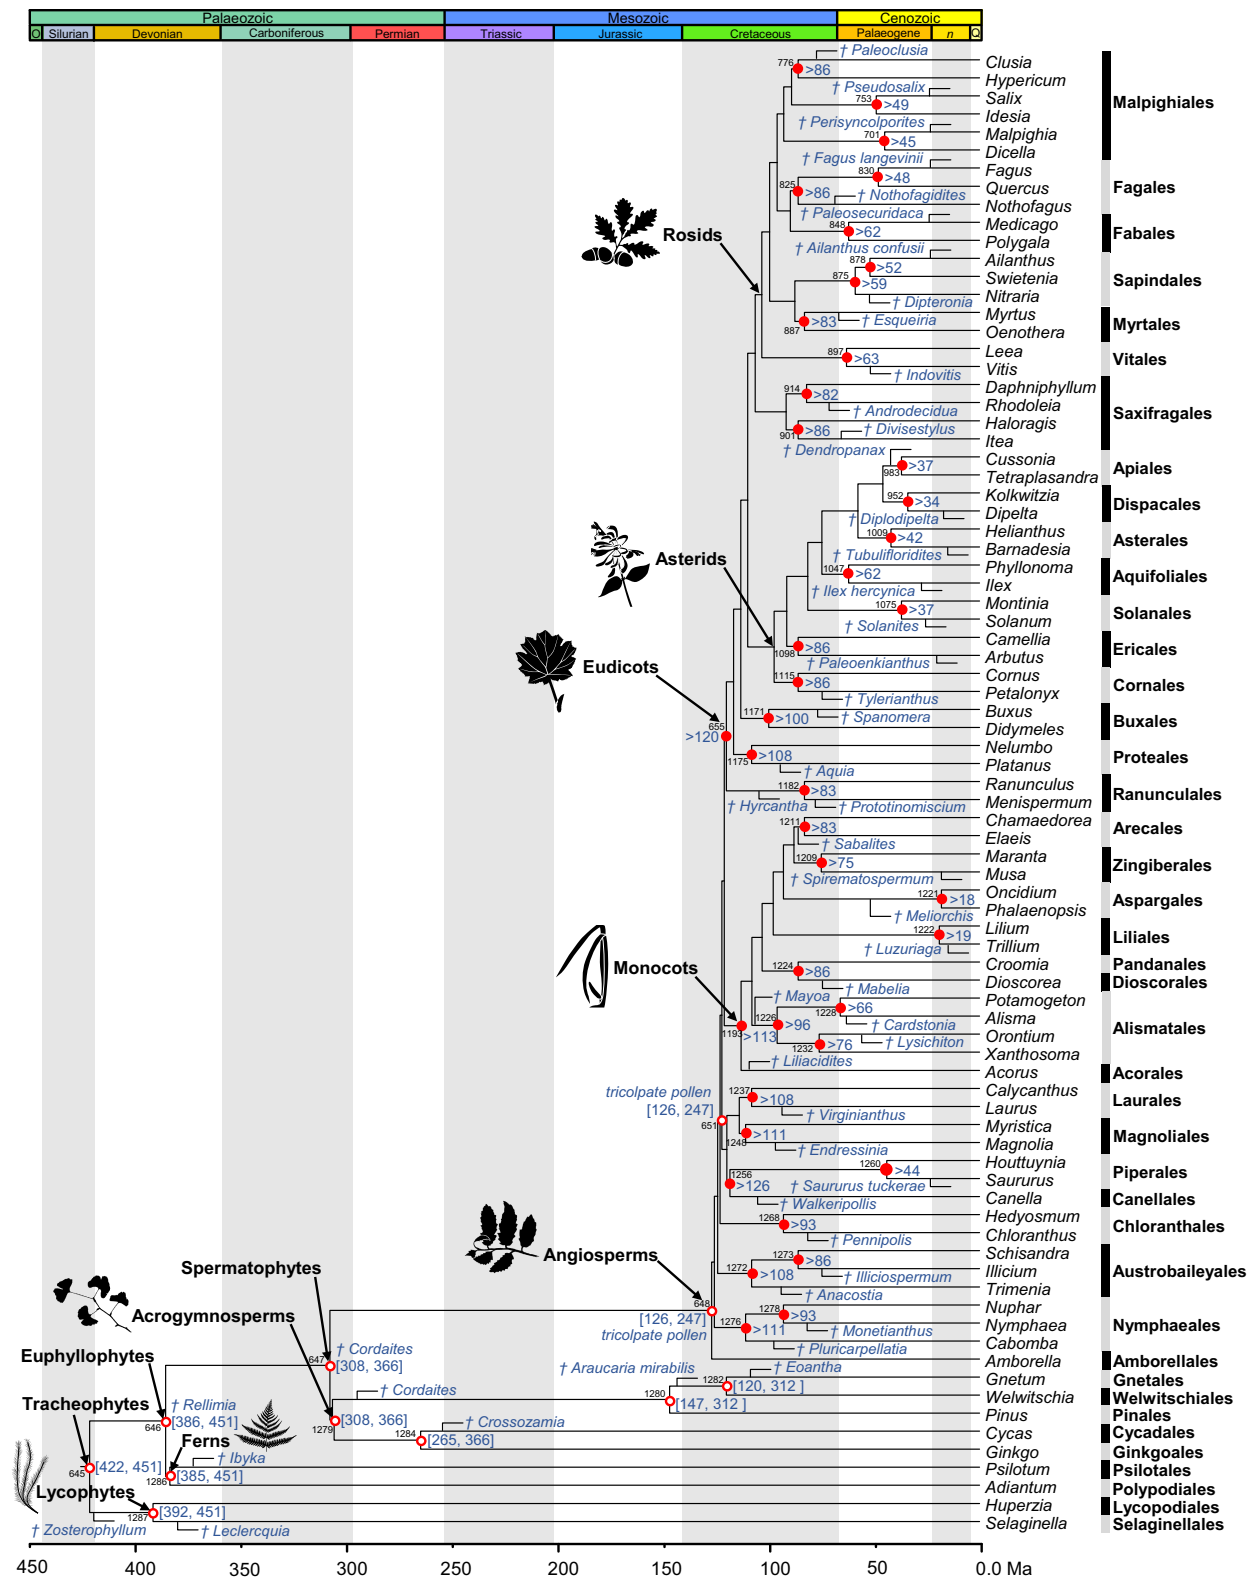 Palaeozoic Mesozoic Cenozoic
O Silurian Devonian Carboniferous Permian Triassic Jurassic Cretaceous Palaeogene n Q
† Paleoclusia
Clusia
776 >86
Hypericum
† Pseudosalix
Salix
753 >49
Idesia
† Perisyncolporites
Malpighia
701 >45
Dicella
Malpighiales
† Fagus langevinii
Fagus
830 >48
Quercus
825 >86
† Nothofagidites
Nothofagus
Fagales
† Paleosecuridaca
Medicago
848 >62
Polygala
Fabales
Rosids
† Ailanthus confusii
Ailanthus
878 >52
Swietenia
875 >59
Nitraria
† Dipteronia
Sapindales
Myrtus
>83 † Esqueiria
887
Oenothera
Myrtales
Leea
897 >63
Vitis
† Indovitis
Vitales
Daphniphyllum
914 >82
Rhodoleia
† Androdecidua
Haloragis
901 >86 † Divisestylus
Itea
Saxifragales
† Dendropanax
Cussonia
983 >37
Tetraplasandra
Apiales
Kolkwitzia
952 >34
Dipelta
† Diplodipelta
Dispacales
Helianthus
1009 >42
Barnadesia
† Tubulifloridites
Asterales
Asterids
Phyllonoma
1047 >62
Ilex
† Ilex hercynica
Aquifoliales
Montinia
1075 >37
Solanum
† Solanites
Solanales
Camellia
1098 >86
Arbutus
† Paleoenkianthus
Ericales
Cornus
1115 >86
Petalonyx
† Tylerianthus
Cornales
Eudicots
Buxus
1171 >100 † Spanomera
Didymeles
Buxales
655
>120
Nelumbo
1175 >108
Platanus
† Aquia
Proteales
Ranunculus
1182 >83
Menispermum
† Hyrcantha † Prototinomiscium
Ranunculales
Chamaedorea
1211 >83
Elaeis
† Sabalites
Arecales
Maranta
1209 >75
Musa
† Spirematospermum
Zingiberales
Oncidium
1221 >18
Phalaenopsis
† Meliorchis
Aspargales
Lilium
1222 >19
Trillium
† Luzuriaga
Liliales
Monocots
Croomia
1224 >86
Pandanales
Dioscorea
† Mabelia
Dioscorales
† Mayoa
Potamogeton
1228 >66
Alisma
1226 >96 † Cardstonia
1193 >113
Orontium
† Lysichiton
1232 >76
Xanthosoma
Alismatales
† Liliacidites
Acorus
Acorales
tricolpate pollen
[126, 247]
651
Calycanthus
1237 >108
Laurus
† Virginianthus
Laurales
Myristica
1248 >111
Magnolia
† Endressinia
Magnoliales
Houttuynia
1260 >44
1256
Saururus
>126 † Saururus tuckerae
Piperales
Canella
† Walkeripollis
Canellales
Hedyosmum
1268 >93
Chloranthus
† Pennipolis
Chloranthales
Angiosperms
Schisandra
1273 >86
Illicium
1272 >108 † Illiciospermum
Trimenia
† Anacostia
Austrobaileyales
648
[126, 247]
tricolpate pollen
Nuphar
1278 >93
Nymphaea
1276 >111 † Monetianthus
Cabomba
† Pluricarpellatia
Nymphaeales
Amborella
Amborellales
Spermatophytes
Acrogymnosperms
† Cordaites
647 [308, 366]
† Araucaria mirabilis
† Eoantha
Gnetum
1282 [120, 312 ]
Gnetales
Euphyllophytes
† Cordaites
1280
Welwitschia
[147, 312 ]
Welwitschiales
Tracheophytes
† Rellimia
646 [386, 451]
1279 [308, 366]
Pinus
Pinales
† Crossozamia
Cycas
1284 [265, 366]
Cycadales
Ferns
Ginkgo
Ginkgoales
† Ibyka
645 [422, 451]
Psilotum
Psilotales
1286 [385, 451]
Adiantum
Polypodiales
Lycophytes
Huperzia
1287 [392, 451]
Lycopodiales
Selaginella
Selaginellales
† Zosterophyllum † Leclercquia
450 400 350 300 250 200 150 100 50 0.0 Ma